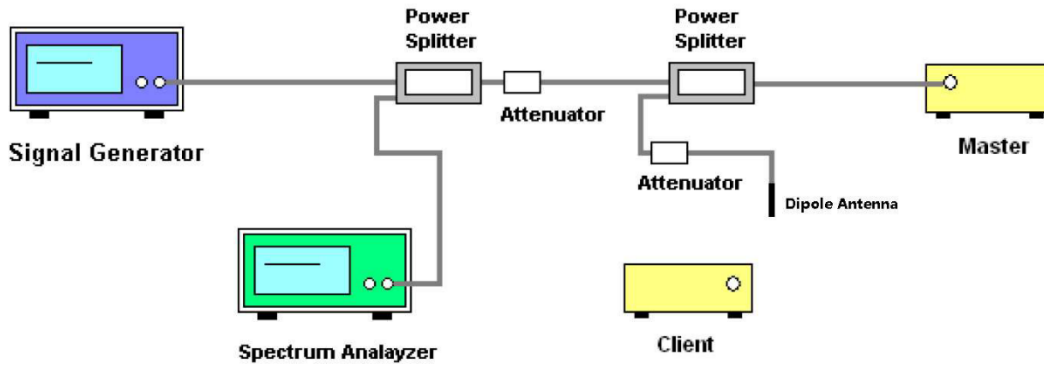 Power
Splitter
Power
Splitter
Attenuator
Signal Generator
Master
Attenuator
Dipole Antenna
Spectrum Analayzer
Client